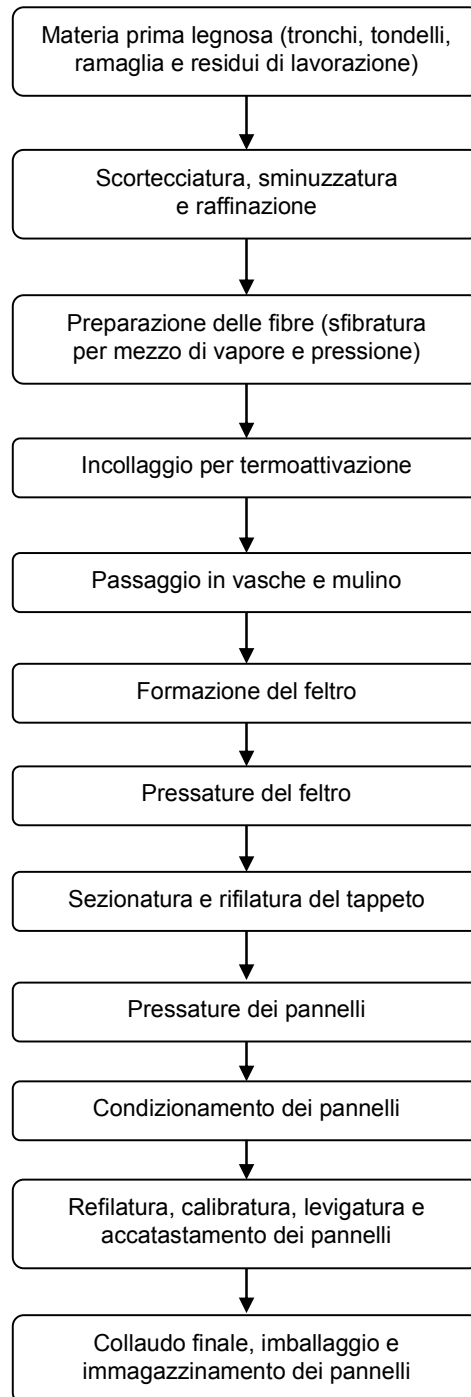 Materia prima legnosa (tronchi, tondelli,
ramaglia e residui di lavorazione)
Scortecciatura, sminuzzatura
e raffinazione
Preparazione delle fibre (sfibratura
per mezzo di vapore e pressione)
Incollaggio per termoattivazione
Passaggio in vasche e mulino
Formazione del feltro
Pressature del feltro
Sezionatura e rifilatura del tappeto
Pressature dei pannelli
Condizionamento dei pannelli
Refilatura, calibratura, levigatura e
accatastamento dei pannelli
Collaudo finale, imballaggio e
immagazzinamento dei pannelli